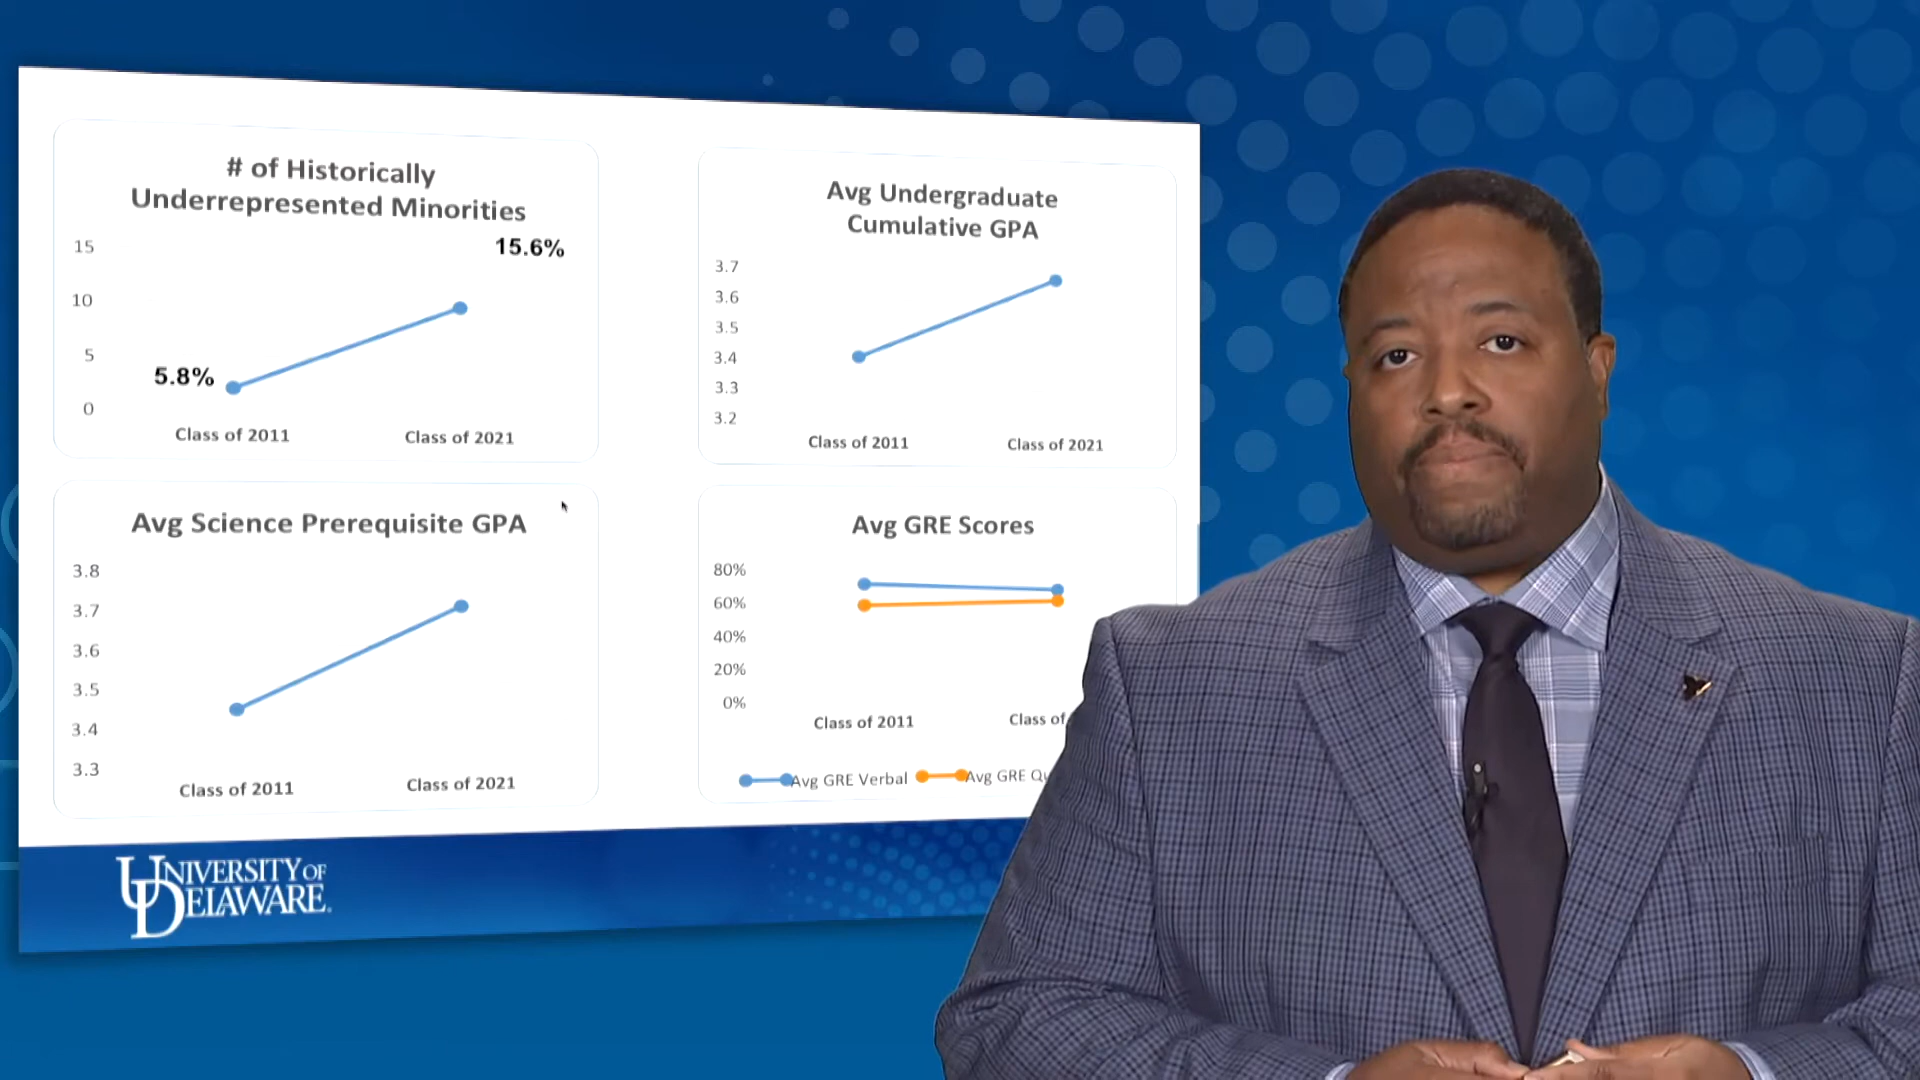 # of Historically
Underrepresented Minorities
15
15.6%
10
5
5.8%
0
Class of 2011
Class of 2021
Avg Undergraduate
Cumulative GPA
3.7
3.6
3.5
3.4
3.3
3.2
Class of 2011
Class of 2021
Avg Science Prerequisite GPA
3.8
3.7
3.6
3.5
3.4
3.3
Class of 2011
Class of 2021
Avg GRE Scores
80%
60%
40%
20%
0%
Class of 2011
Class of
Avg GRE Verbal
Avg GRE Qu
UNIVERSITY OF
DELAWARE